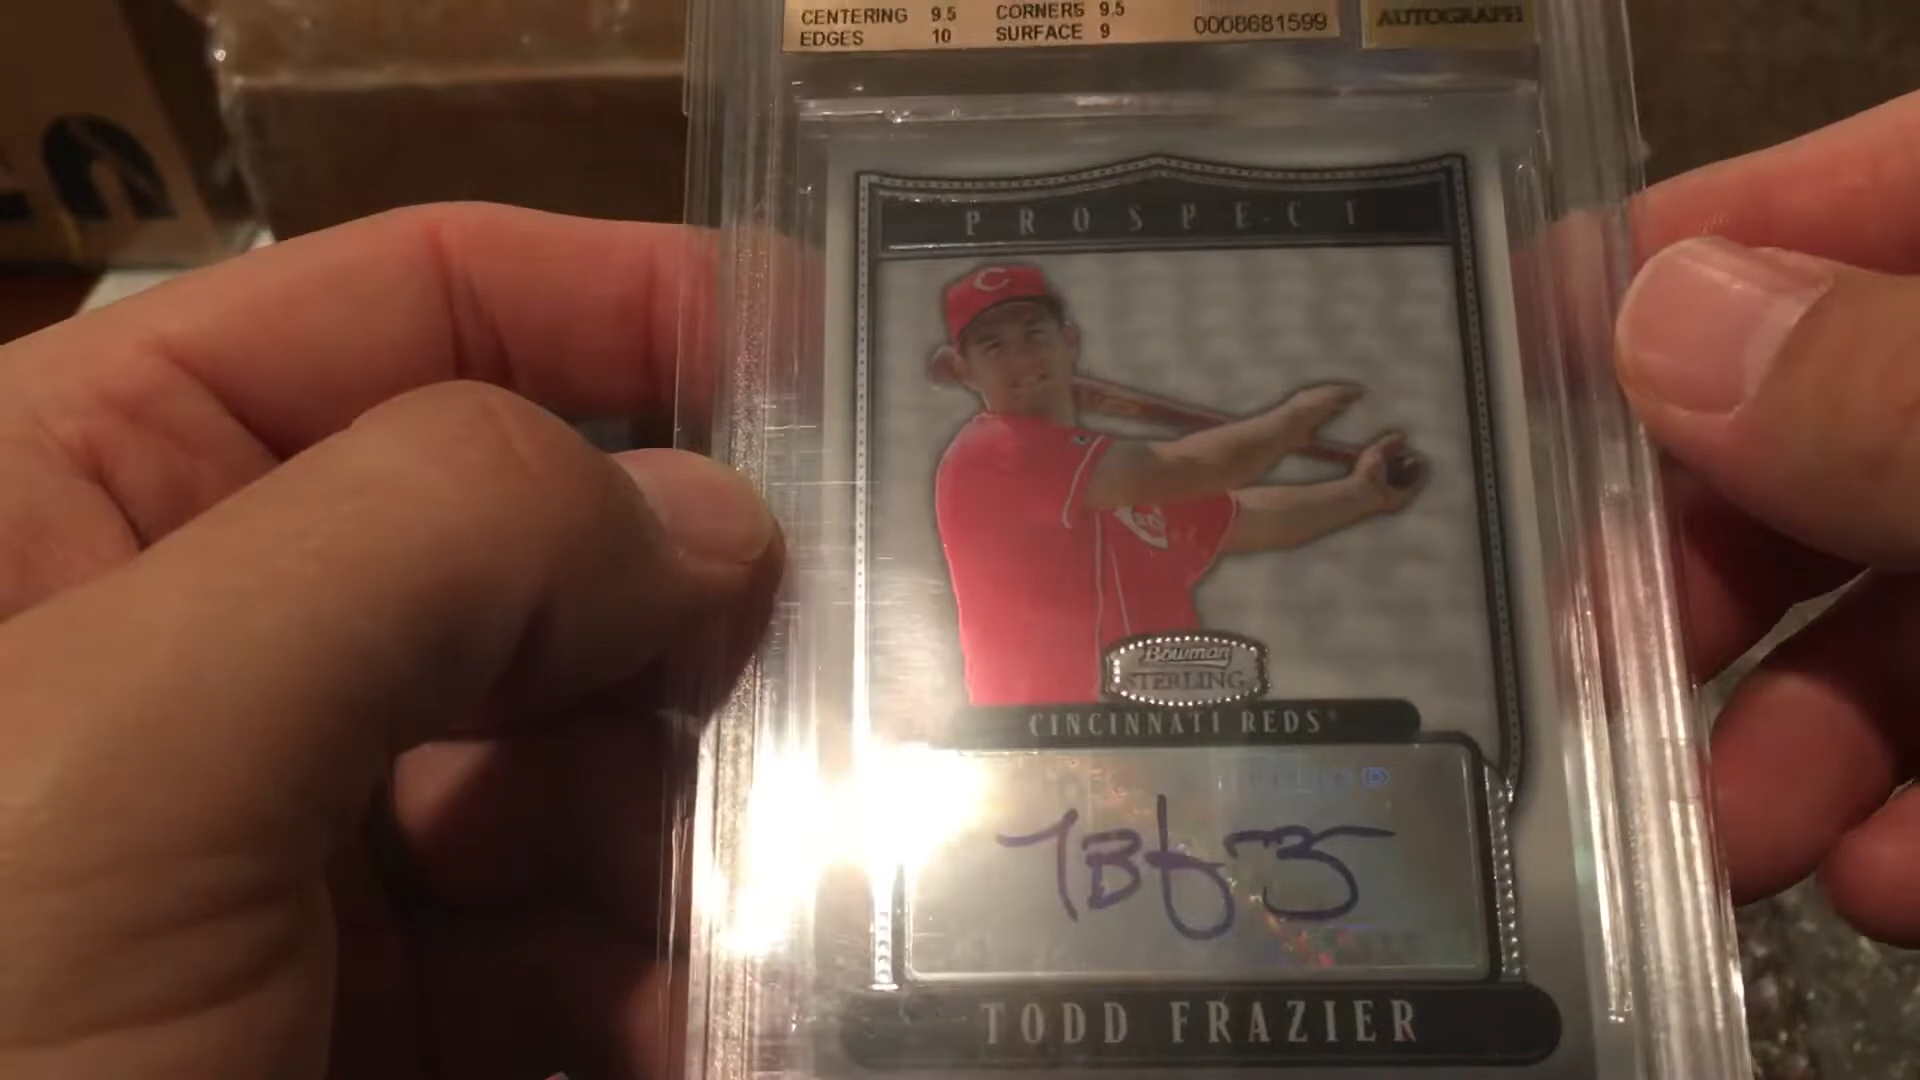 CENTERING 9.5 CORNERS 9.5
EDGES 10 SURFACE 9
0008681599
AUTOGRAPH
PROSPECT
C
Bowman
STERLING
CINCINNATI REDS
TODD FRAZIER